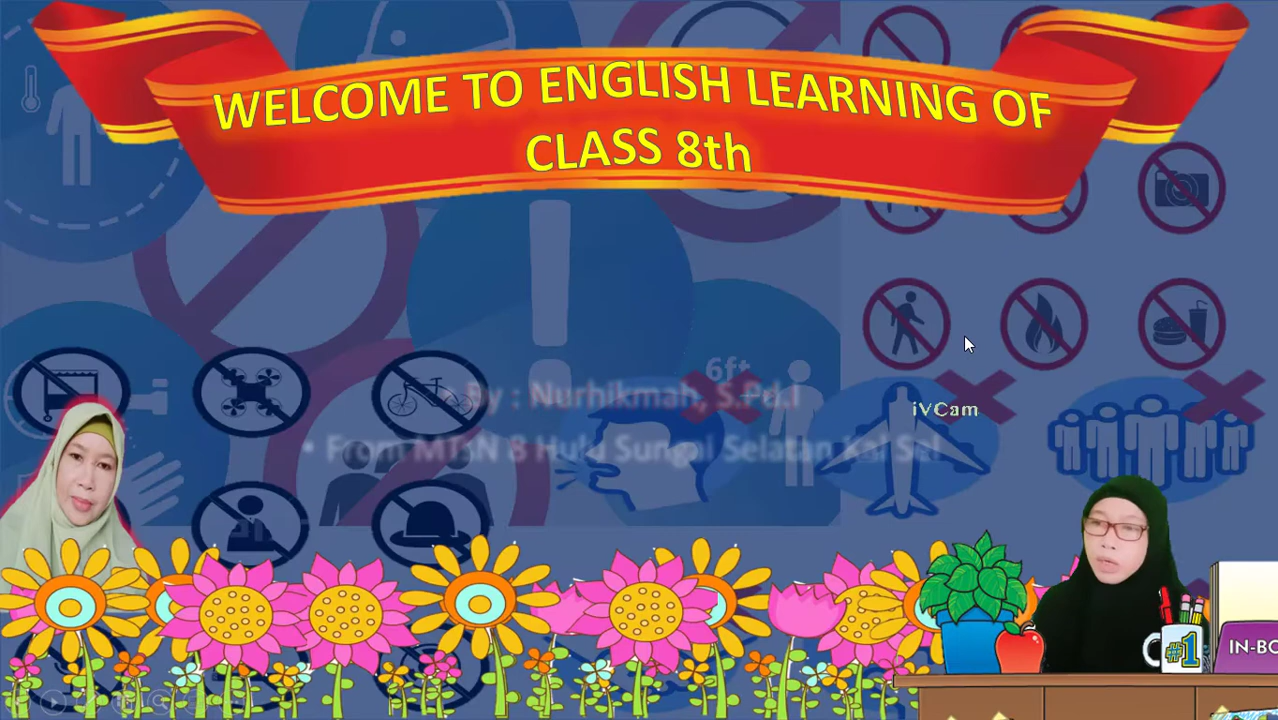 WELCOME TO ENGLISH LEARNING OF
CLASS 8th
6ft
By : Nurhikmah, S.Pd.I
iVCam
• From MTsN 8 Hulu Sungai Selatan Kal Sel
#1
IN-BO